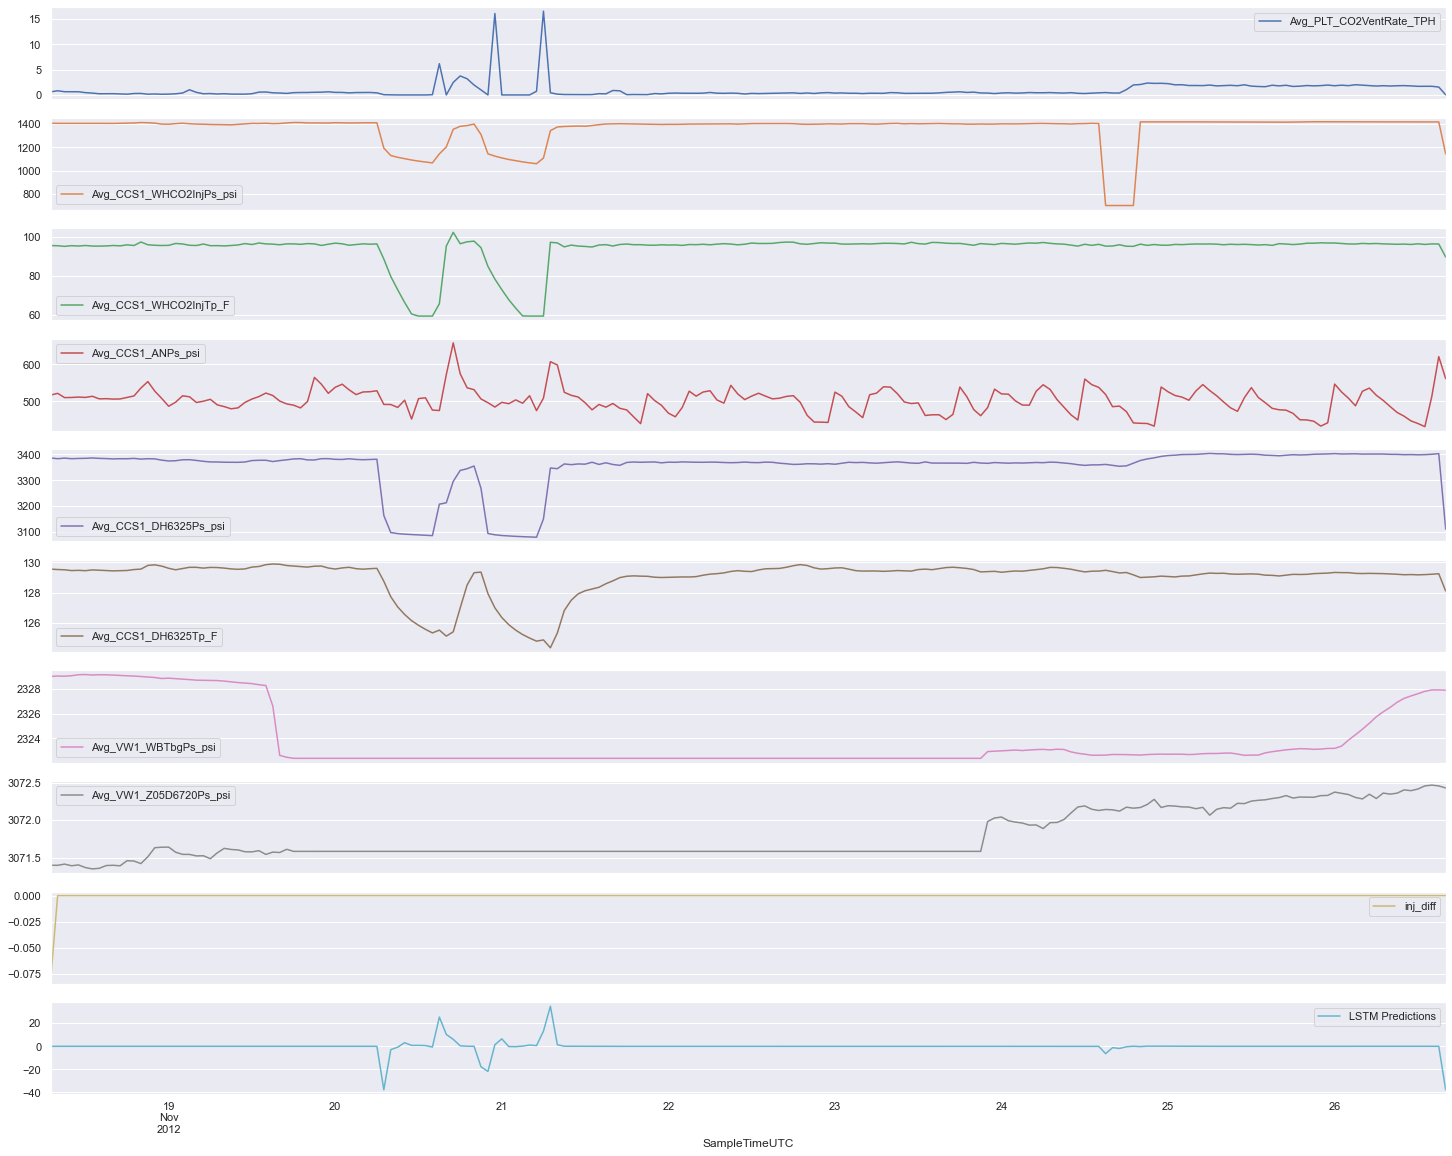 15
10
5
0
Avg_PLT_CO2VentRate_TPH
1400
1200
1000
800
Avg_CCS1_WHCO2InjPs_psi
100
80
60
Avg_CCS1_WHCO2InjTp_F
600
500
Avg_CCS1_ANPs_psi
3400
3300
3200
3100
Avg_CCS1_DH6325Ps_psi
130
128
126
Avg_CCS1_DH6325Tp_F
2328
2326
2324
Avg_VW1_WBTbgPs_psi
3072.5
3072.0
3071.5
Avg_VW1_Z05D6720Ps_psi
0.000
−0.025
−0.050
−0.075
inj_diff
20
0
−20
−40
LSTM Predictions
19 20 21 22 23 24 25 26
Nov
2012
SampleTimeUTC